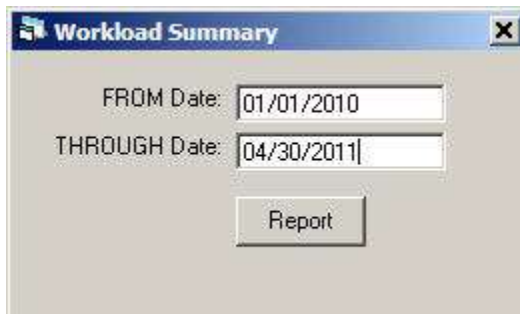 Workload Summary
FROM Date: 01/01/2010
THROUGH Date: 04/30/2011
Report